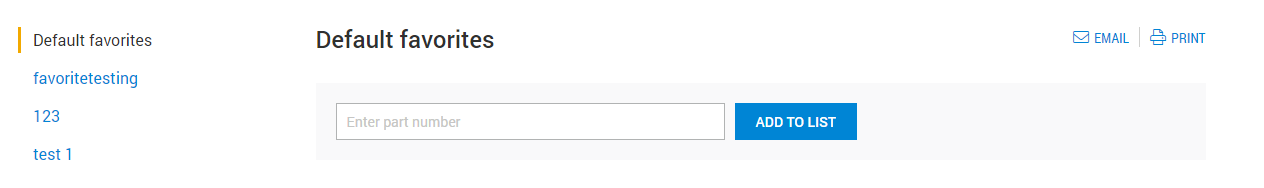 Default favorites
favoritetesting
123
test 1
Default favorites
EMAIL
PRINT
Enter part number
ADD TO LIST